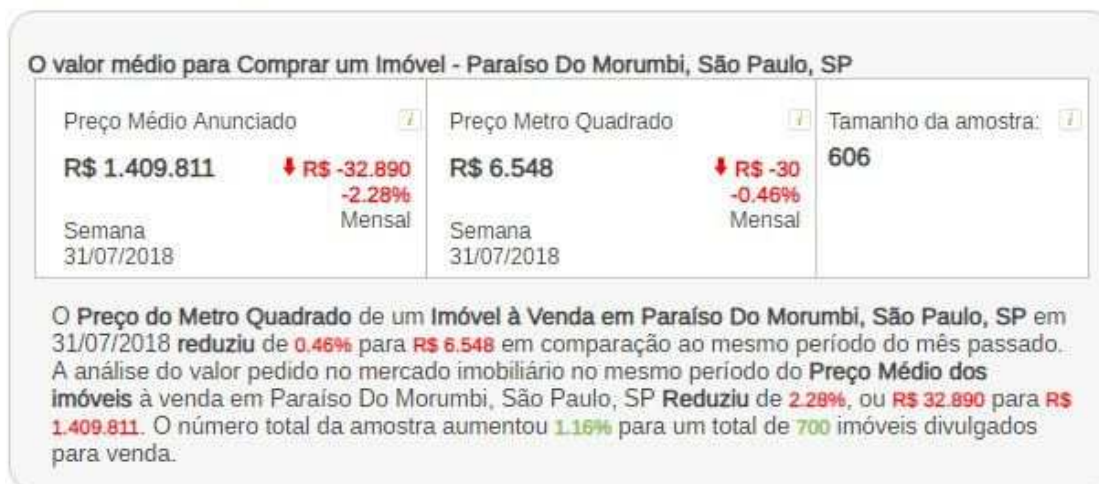 O valor médio para Comprar um Imóvel - Paraíso Do Morumbi, São Paulo, SP
Preço Médio Anunciado i
R$ 1.409.811 R$ -32.890
-2.28%
Mensal
Semana
31/07/2018
Preço Metro Quadrado i
R$ 6.548 R$ -30
-0.46%
Mensal
Semana
31/07/2018
Tamanho da amostra: i
606
O Preço do Metro Quadrado de um Imóvel à Venda em Paraíso Do Morumbi, São Paulo, SP em
31/07/2018 reduziu de 0.46% para R$ 6.548 em comparação ao mesmo período do mês passado.
A análise do valor pedido no mercado imobiliário no mesmo período do Preço Médio dos
imóveis à venda em Paraíso Do Morumbi, São Paulo, SP Reduziu de 2.28%, ou R$ 32.890 para R$
1.409.811. O número total da amostra aumentou 1.16% para um total de 700 imóveis divulgados
para venda.